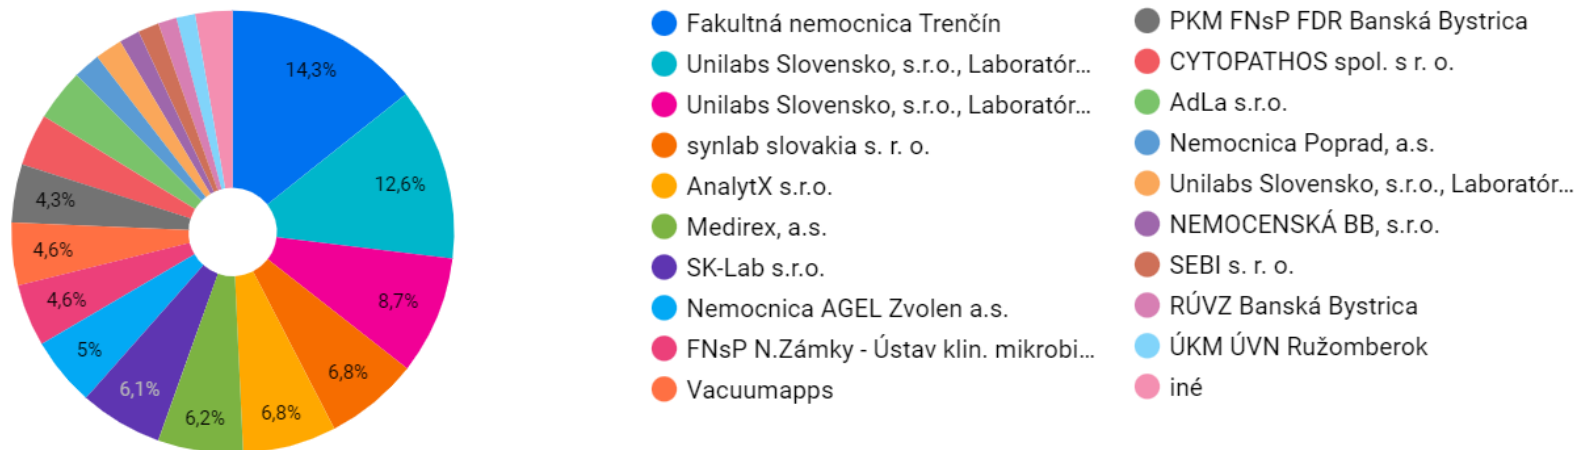 14,3%
12,6%
8,7%
6,8%
6,8%
6,2%
6,1%
5%
4,6%
4,6%
4,3%
Fakultná nemocnica Trenčín
Unilabs Slovensko, s.r.o., Laboratór...
Unilabs Slovensko, s.r.o., Laboratór...
synlab slovakia s. r. o.
AnalytX s.r.o.
Medirex, a.s.
SK-Lab s.r.o.
Nemocnica AGEL Zvolen a.s.
FNsP N.Zámky - Ústav klin. mikrobi...
Vacuumapps
PKM FNsP FDR Banská Bystrica
CYTOPATHOS spol. s r. o.
AdLa s.r.o.
Nemocnica Poprad, a.s.
Unilabs Slovensko, s.r.o., Laboratór...
NEMOCENSKÁ BB, s.r.o.
SEBI s. r. o.
RÚVZ Banská Bystrica
ÚKM ÚVN Ružomberok
iné